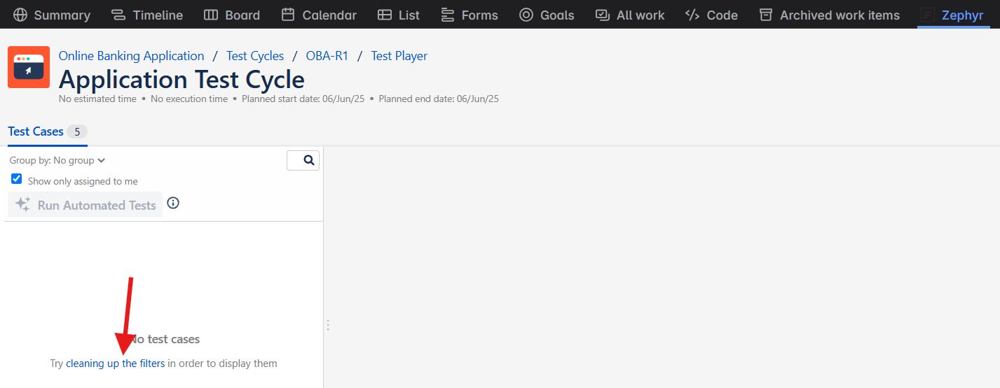 Summary Timeline Board Calendar List Forms Goals All work Code Archived work items Zephyr
Online Banking Application / Test Cycles / OBA-R1 / Test Player
Application Test Cycle
No estimated time • No execution time • Planned start date: 06/Jun/25 • Planned end date: 06/Jun/25
Test Cases 5
Group by: No group
Show only assigned to me
Run Automated Tests
No test cases
Try cleaning up the filters in order to display them